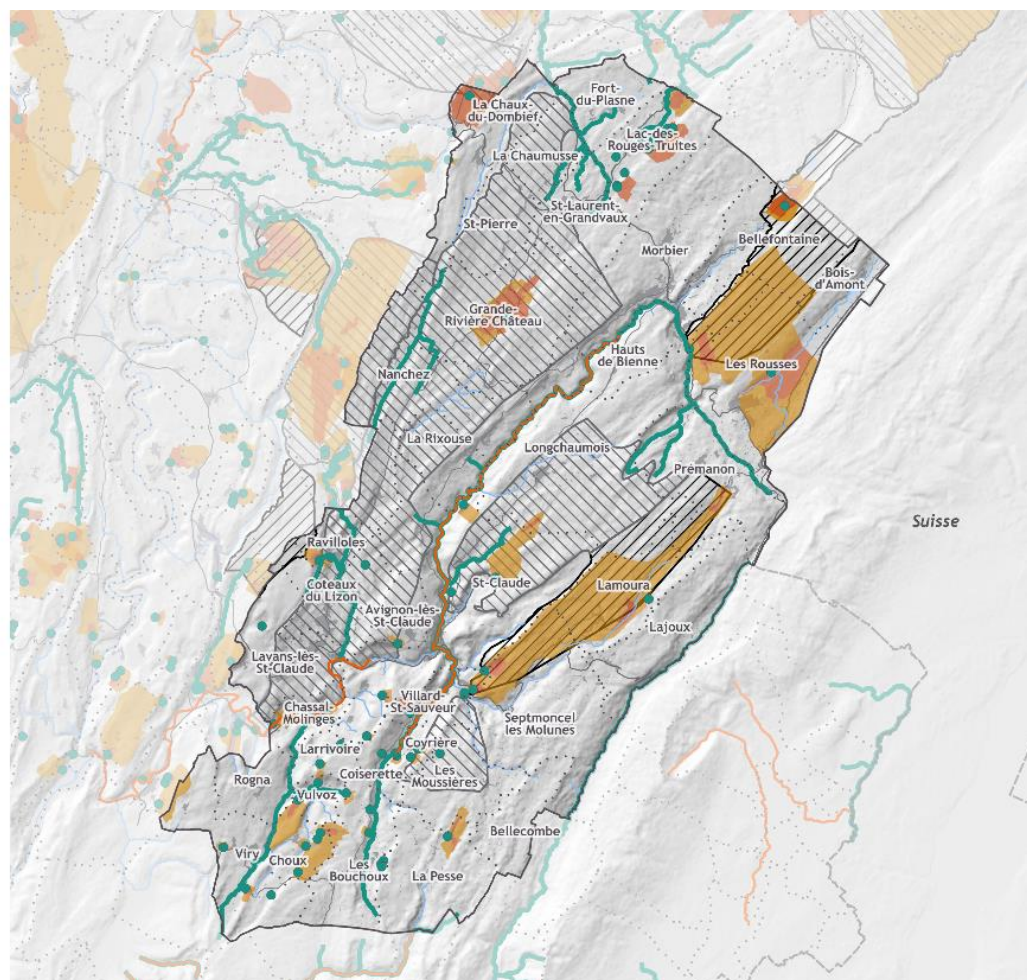 La Chaux-
du-Dombief
Fort-
du-Plasne
Lac-des-
Rouges-Truites
La Chaumusse
St-Laurent-
en-Grandvaux
St-Pierre
Morbier
Bellefontaine
Bois-
d'Amont
Grande-
Rivière Château
Hauts
de Bienne
Les Rousses
Nanchez
La Rixouse
Longchaumois
Prémanon
Suisse
Ravilloles
Coteaux
du Lizon
St-Claude
Lamoura
Avignon-lès-
St-Claude
Lajoux
Lavans-lès-
St-Claude
Villard-
St-Sauveur
Chassal-
Molinges
Septmoncel
les Molunes
Larrivoire
Coyrière
Coiserette
Les
Moussières
Rogna
Vulvoz
Bellecombe
Viry
Choux
Les
Bouchoux
La Pesse